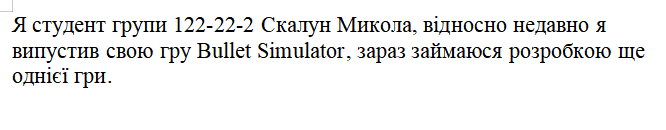 Я студент групи 122-22-2 Скалун Микола, відносно недавно я
випустив свою гру Bullet Simulator, зараз займаюся розробкою ще
однієї гри.